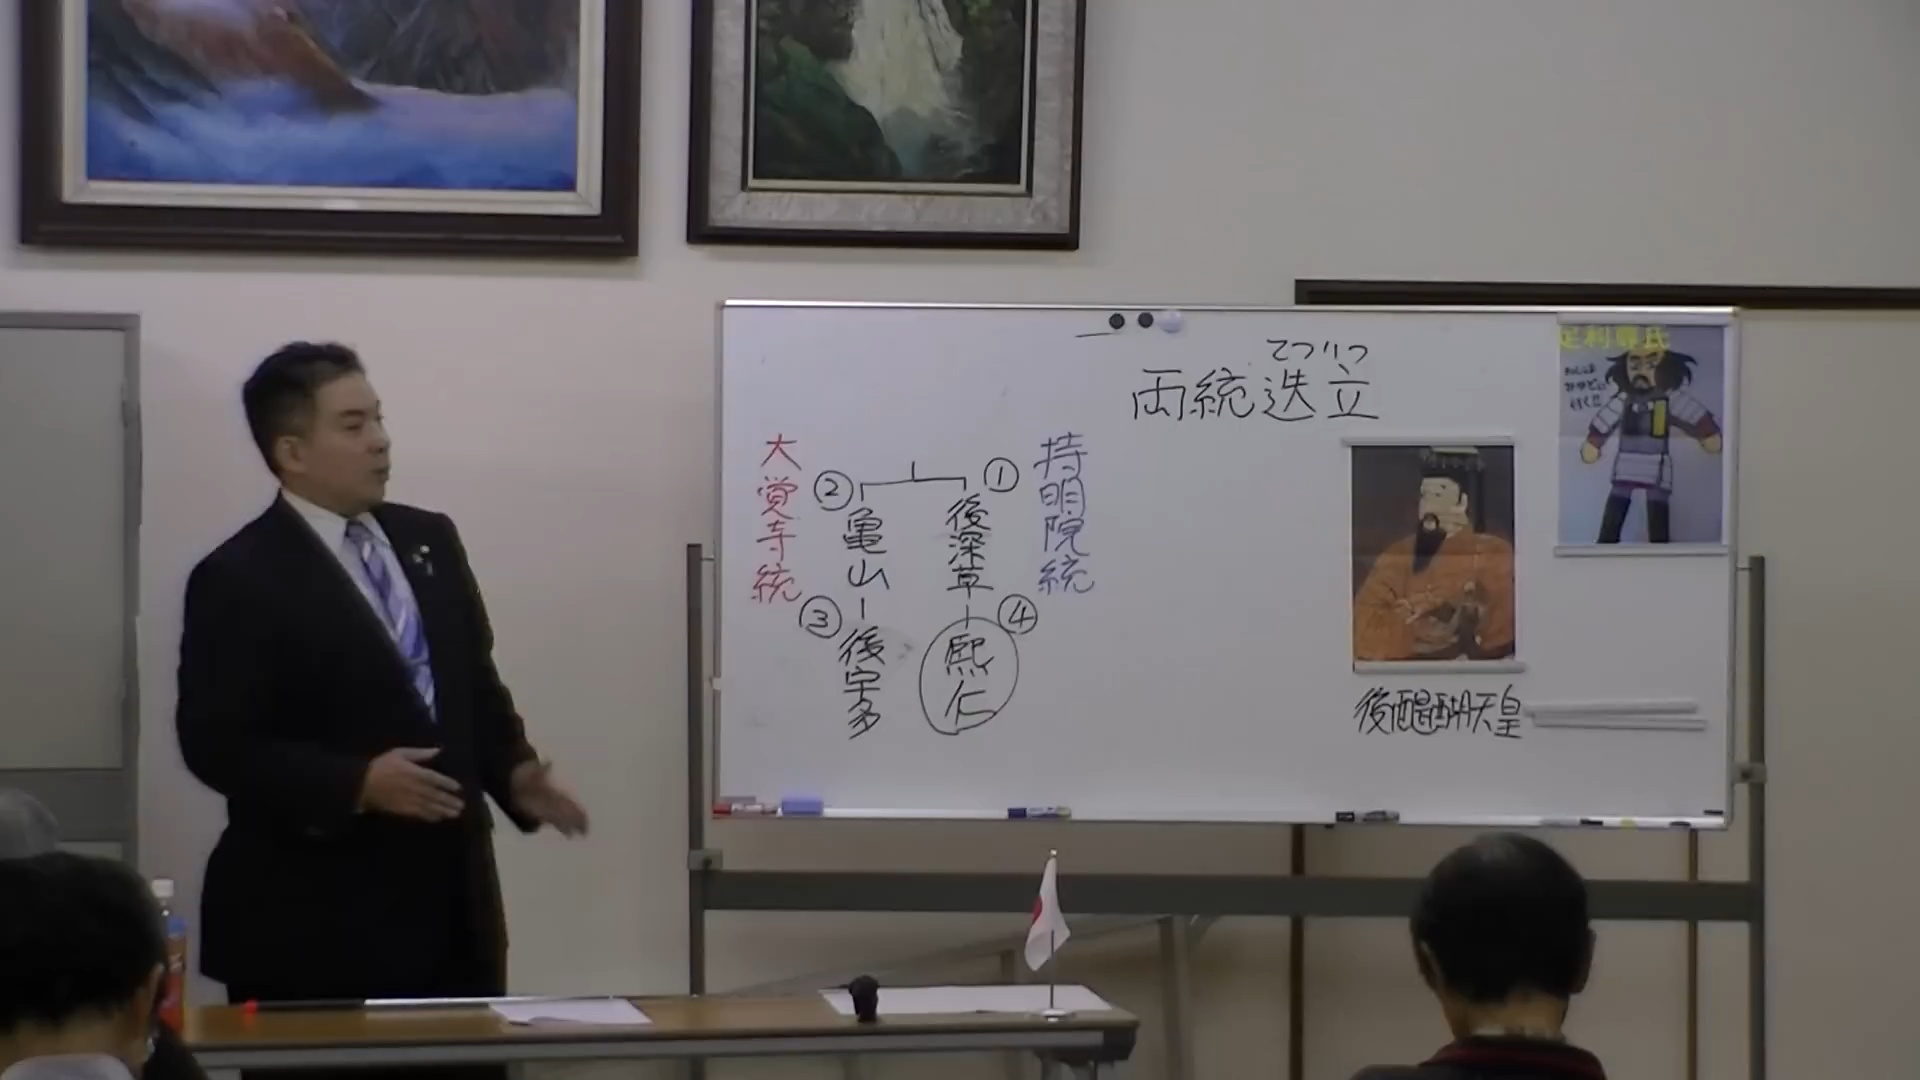 てつりつ
両統迭立
足利尊氏
持明院統
①
後深草
④
熙仁
②
亀山
③
後宇多
大覚寺統
後醍醐天皇